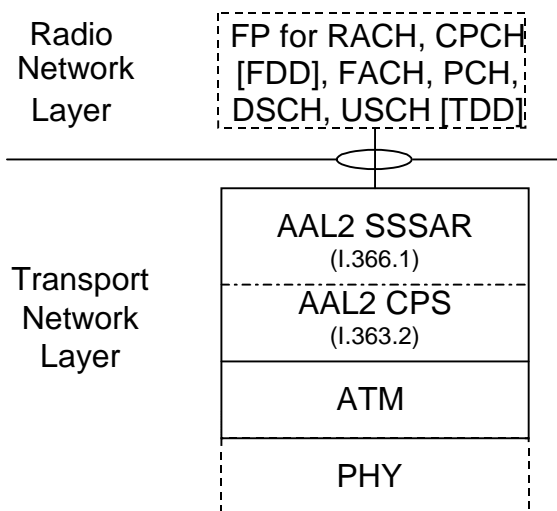 Radio
Network
Layer
FP for RACH, CPCH
[FDD], FACH, PCH,
DSCH, USCH [TDD]
Transport
Network
Layer
AAL2 SSSAR
(I.366.1)
AAL2 CPS
(I.363.2)
ATM
PHY